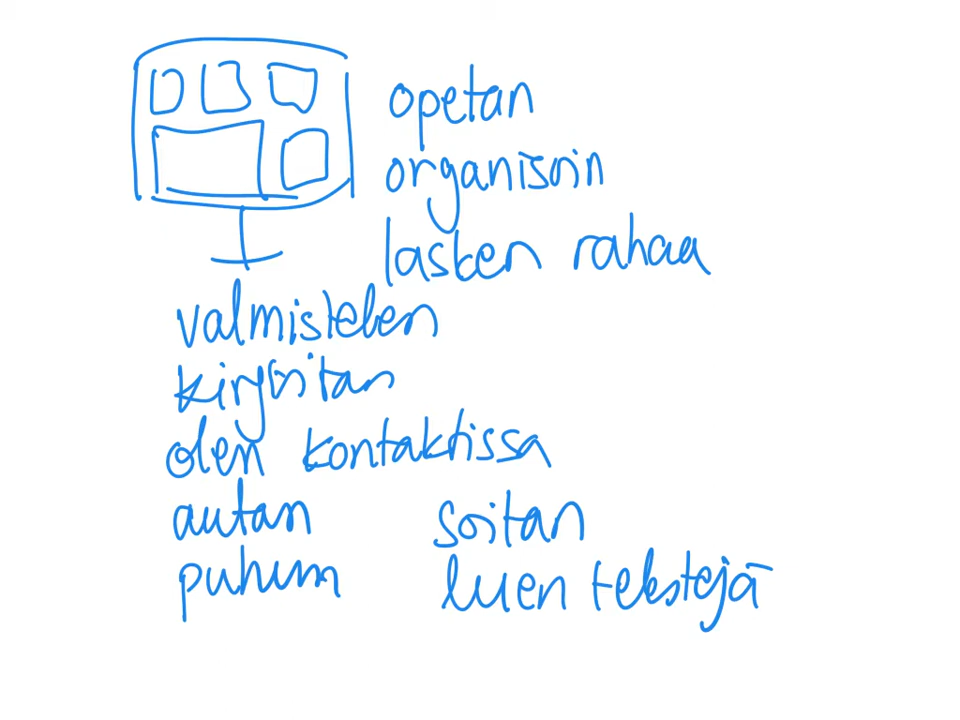 opetan
organisoin
lasken rahaa
valmistelen
kirjoitan
olen kontaktissa
autan soitan
puhun luen tekstejä